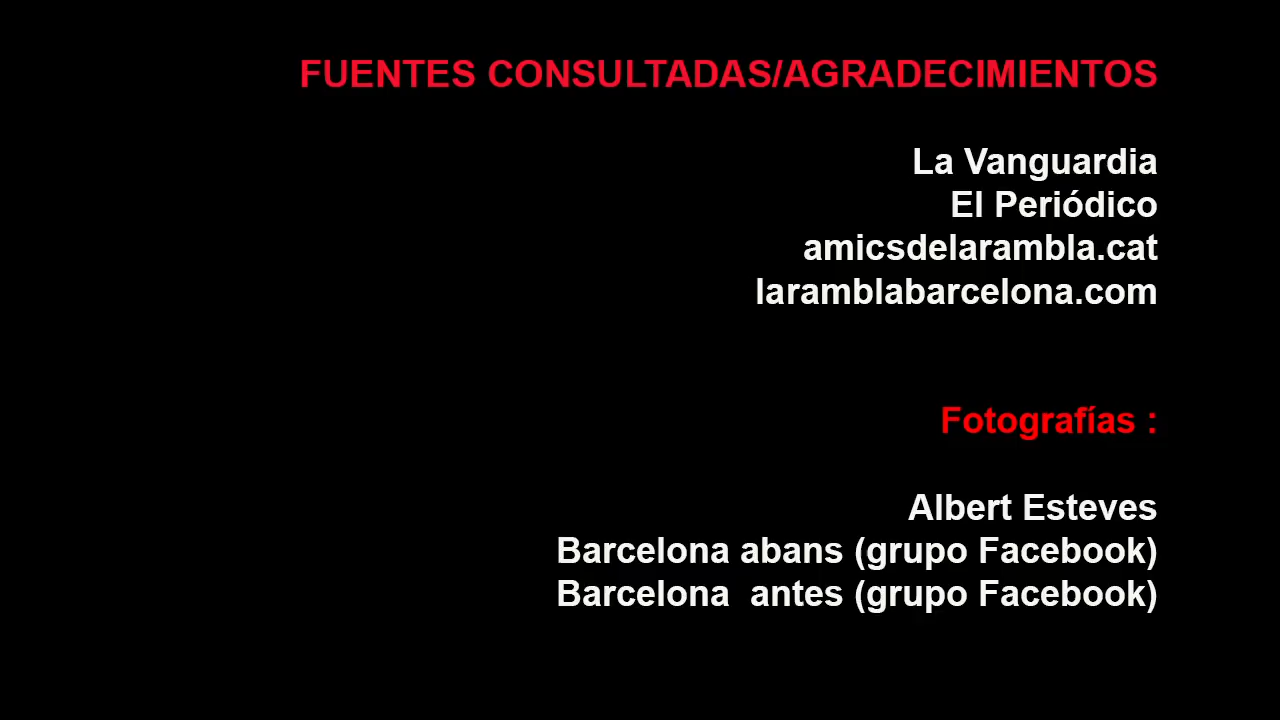 FUENTES CONSULTADAS/AGRADECIMIENTOS
La Vanguardia
El Periódico
amicsdelarambla.cat
laramblabarcelona.com
Fotografías :
Albert Esteves
Barcelona abans (grupo Facebook)
Barcelona  antes (grupo Facebook)